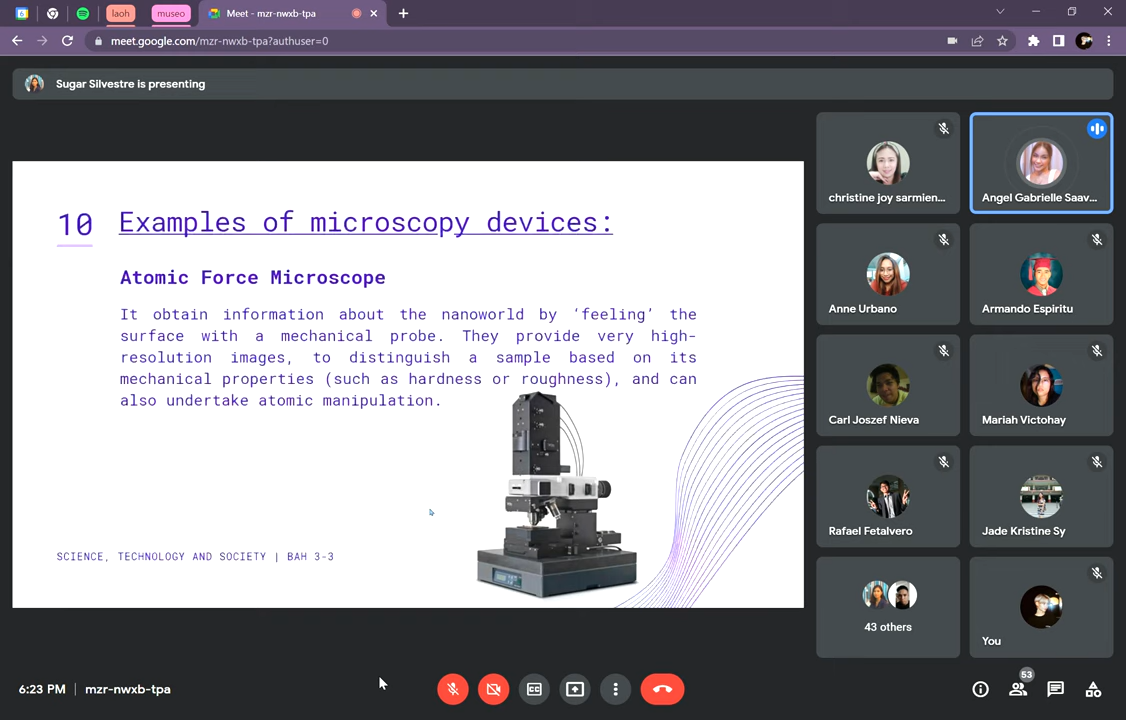 laoh
museo
Meet - mzr-nwxb-tpa
meet.google.com/mzr-nwxb-tpa?authuser=0
Sugar Silvestre is presenting
10
Examples of microscopy devices:
Atomic Force Microscope
It obtain information about the nanoworld by ‘feeling’ the
surface with a mechanical probe. They provide very high-
resolution images, to distinguish a sample based on its
mechanical properties (such as hardness or roughness), and can
also undertake atomic manipulation.
SCIENCE, TECHNOLOGY AND SOCIETY | BAH 3-3
christine joy sarmien...
Angel Gabrielle Saav...
Anne Urbano
Armando Espiritu
Carl Joszef Nieva
Mariah Victohay
Rafael Fetalvero
Jade Kristine Sy
43 others
You
6:23 PM | mzr-nwxb-tpa
53